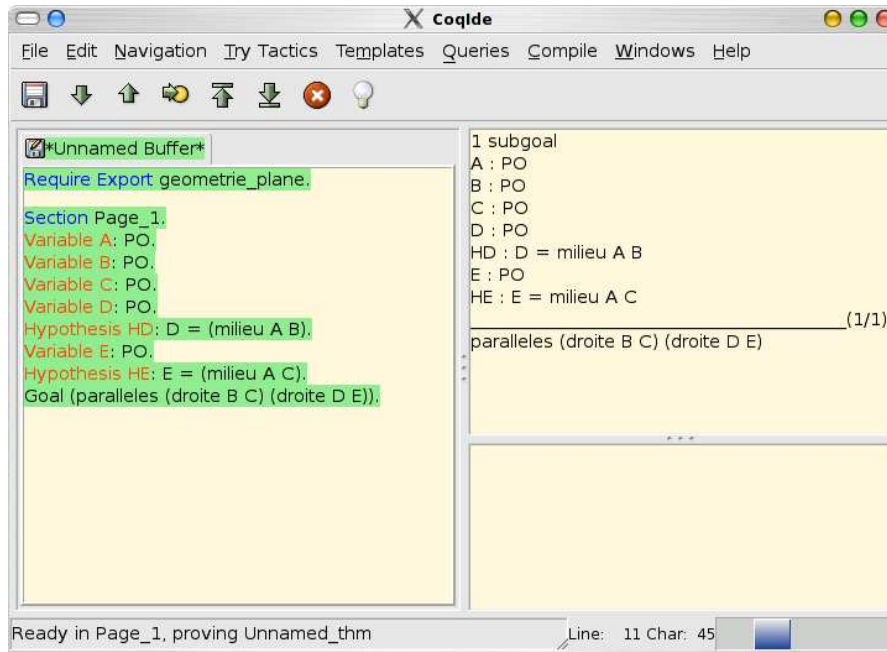 CoqIde
File Edit Navigation Try Tactics Templates Queries Compile Windows Help
*Unnamed Buffer*
Require Export geometrie_plane.
Section Page_1.
Variable A: PO.
Variable B: PO.
Variable C: PO.
Variable D: PO.
Hypothesis HD: D = (milieu A B).
Variable E: PO.
Hypothesis HE: E = (milieu A C).
Goal (paralleles (droite B C) (droite D E)).
1 subgoal
A : PO
B : PO
C : PO
D : PO
HD : D = milieu A B
E : PO
HE : E = milieu A C
(1/1)
paralleles (droite B C) (droite D E)
Ready in Page_1, proving Unnamed_thm
Line: 11 Char: 45